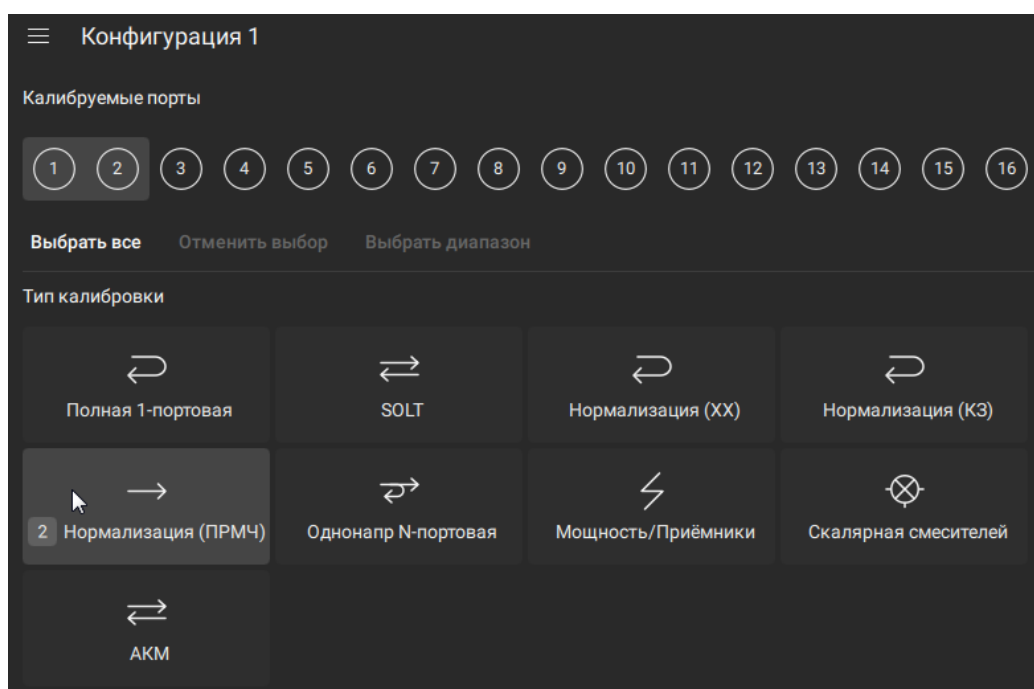 Конфигурация 1
Калибруемые порты
1 2 3 4 5 6 7 8 9 10 11 12 13 14 15 16
Выбрать все Отменить выбор Выбрать диапазон
Тип калибровки
Полная 1-портовая SOLT Нормализация (ХХ) Нормализация (КЗ)
2 Нормализация (ПРМЧ) Однонапр N-портовая Мощность/Приёмники Скалярная смесителей
АКМ